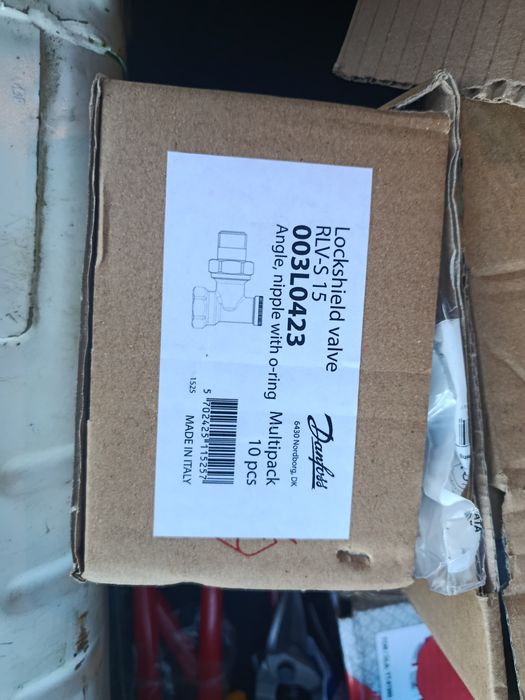 Lockshield valve
RLV-S 15
003L0423
Angle, nipple with o-ring
Danfoss
6430 Nordborg, DK
Multipack
10 pcs
1525
5 702425 115257
MADE IN ITALY